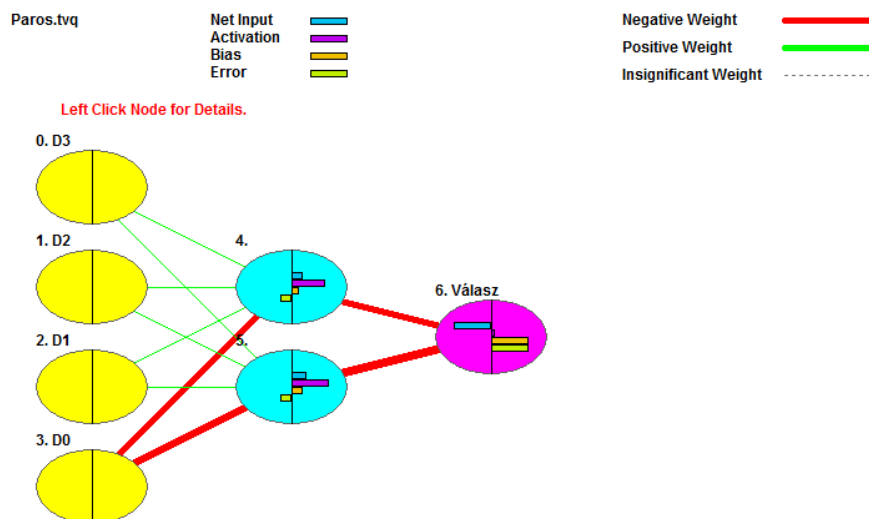 Paros.tvq
Net Input
Activation
Bias
Error
Negative Weight
Positive Weight
Insignificant Weight
Left Click Node for Details.
0. D3
1. D2
4.
6. Válasz
2. D1
5.
3. D0